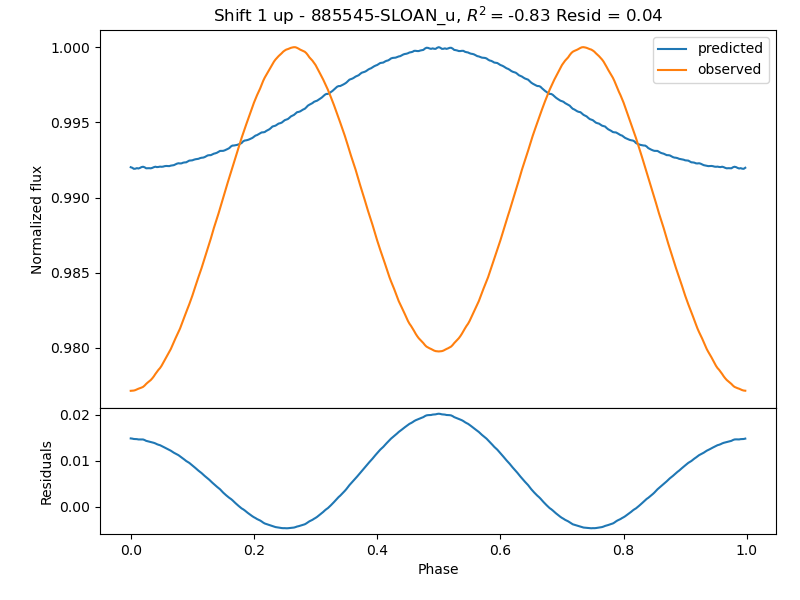 Shift 1 up - 885545-SLOAN_u, R² = -0.83 Resid = 0.04
predicted
observed
Normalized flux
1.000
0.995
0.990
0.985
0.980
Residuals
0.02
0.01
0.00
0.0
0.2
0.4
0.6
0.8
1.0
Phase